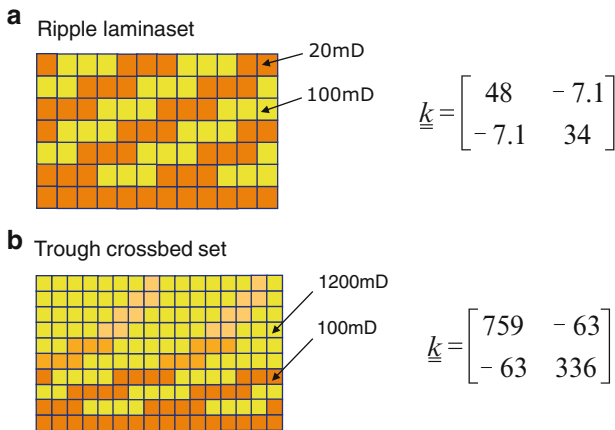 a Ripple laminaset
20mD
100mD
k = [ 48 - 7.1
- 7.1 34 ]
b Trough crossbed set
1200mD
100mD
k = [ 759 - 63
- 63 336 ]